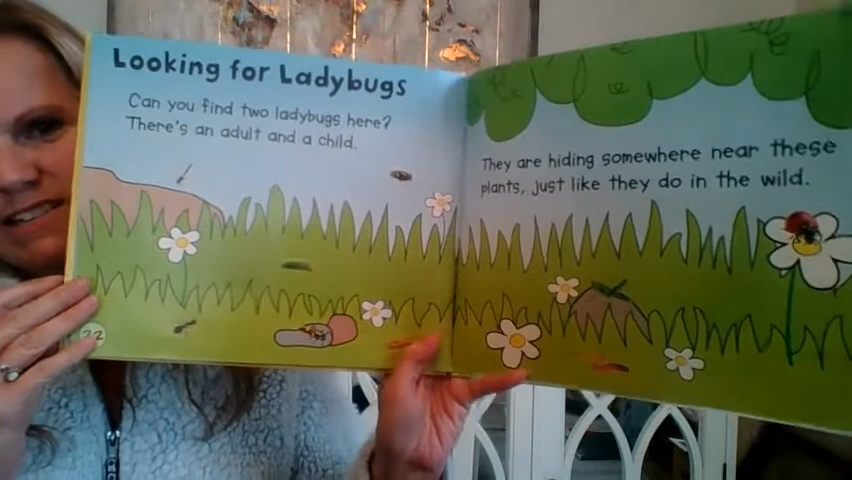 Looking for Ladybugs
Can you find two ladybugs here?
There's an adult and a child.
They are hiding somewhere near these
plants, just like they do in the wild.
22